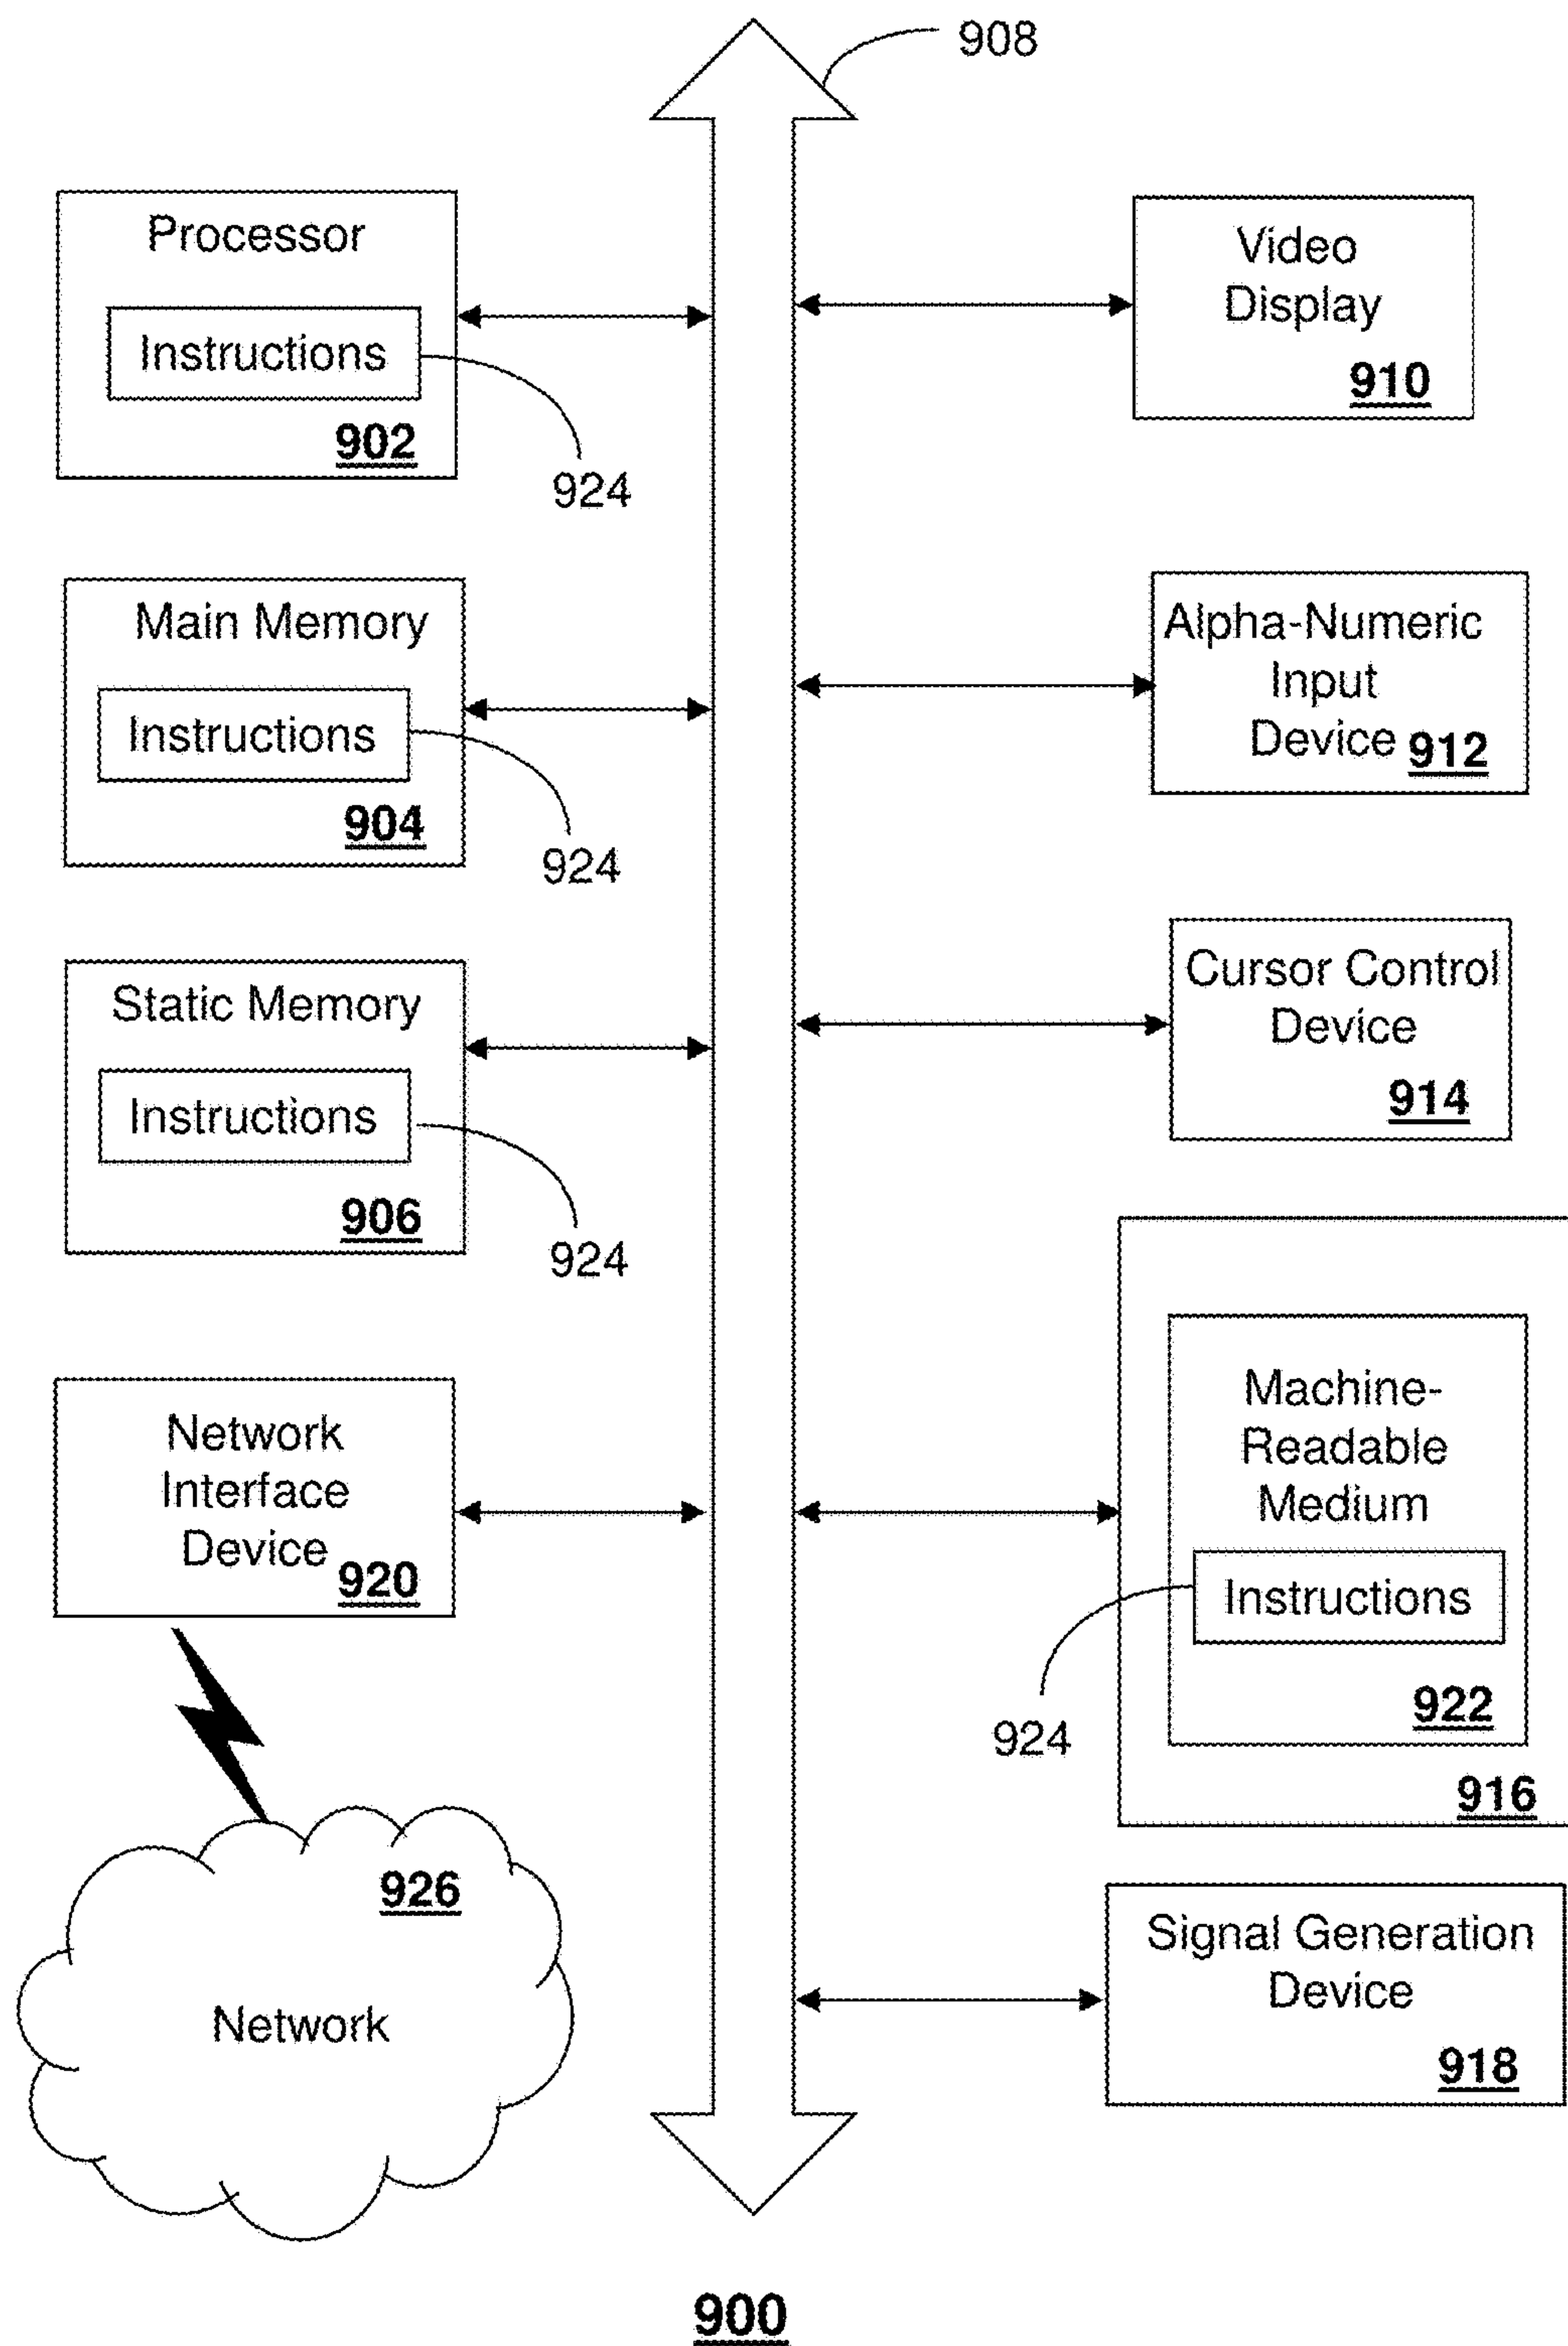 908
Processor
Instructions
902
924
Main Memory
Instructions
904
924
Static Memory
Instructions
906
924
Network
Interface
Device
920
926
Network
Video
Display
910
Alpha-Numeric
Input
Device 912
Cursor Control
Device
914
Machine-
Readable
Medium
Instructions
922
924
916
Signal Generation
Device
918
900